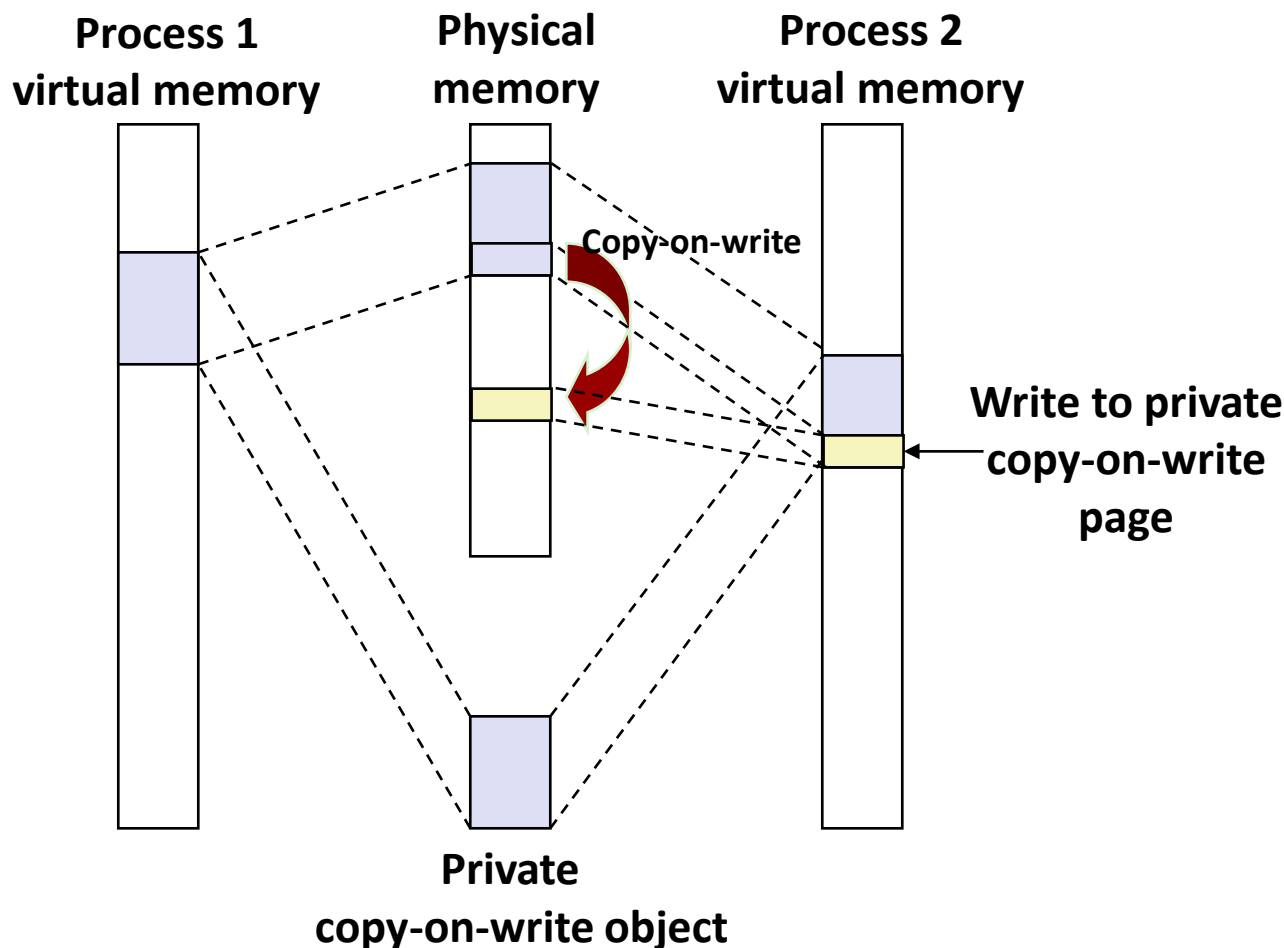 Process 1
virtual memory
Physical
memory
Process 2
virtual memory
Copy-on-write
Write to private
copy-on-write
page
Private
copy-on-write object